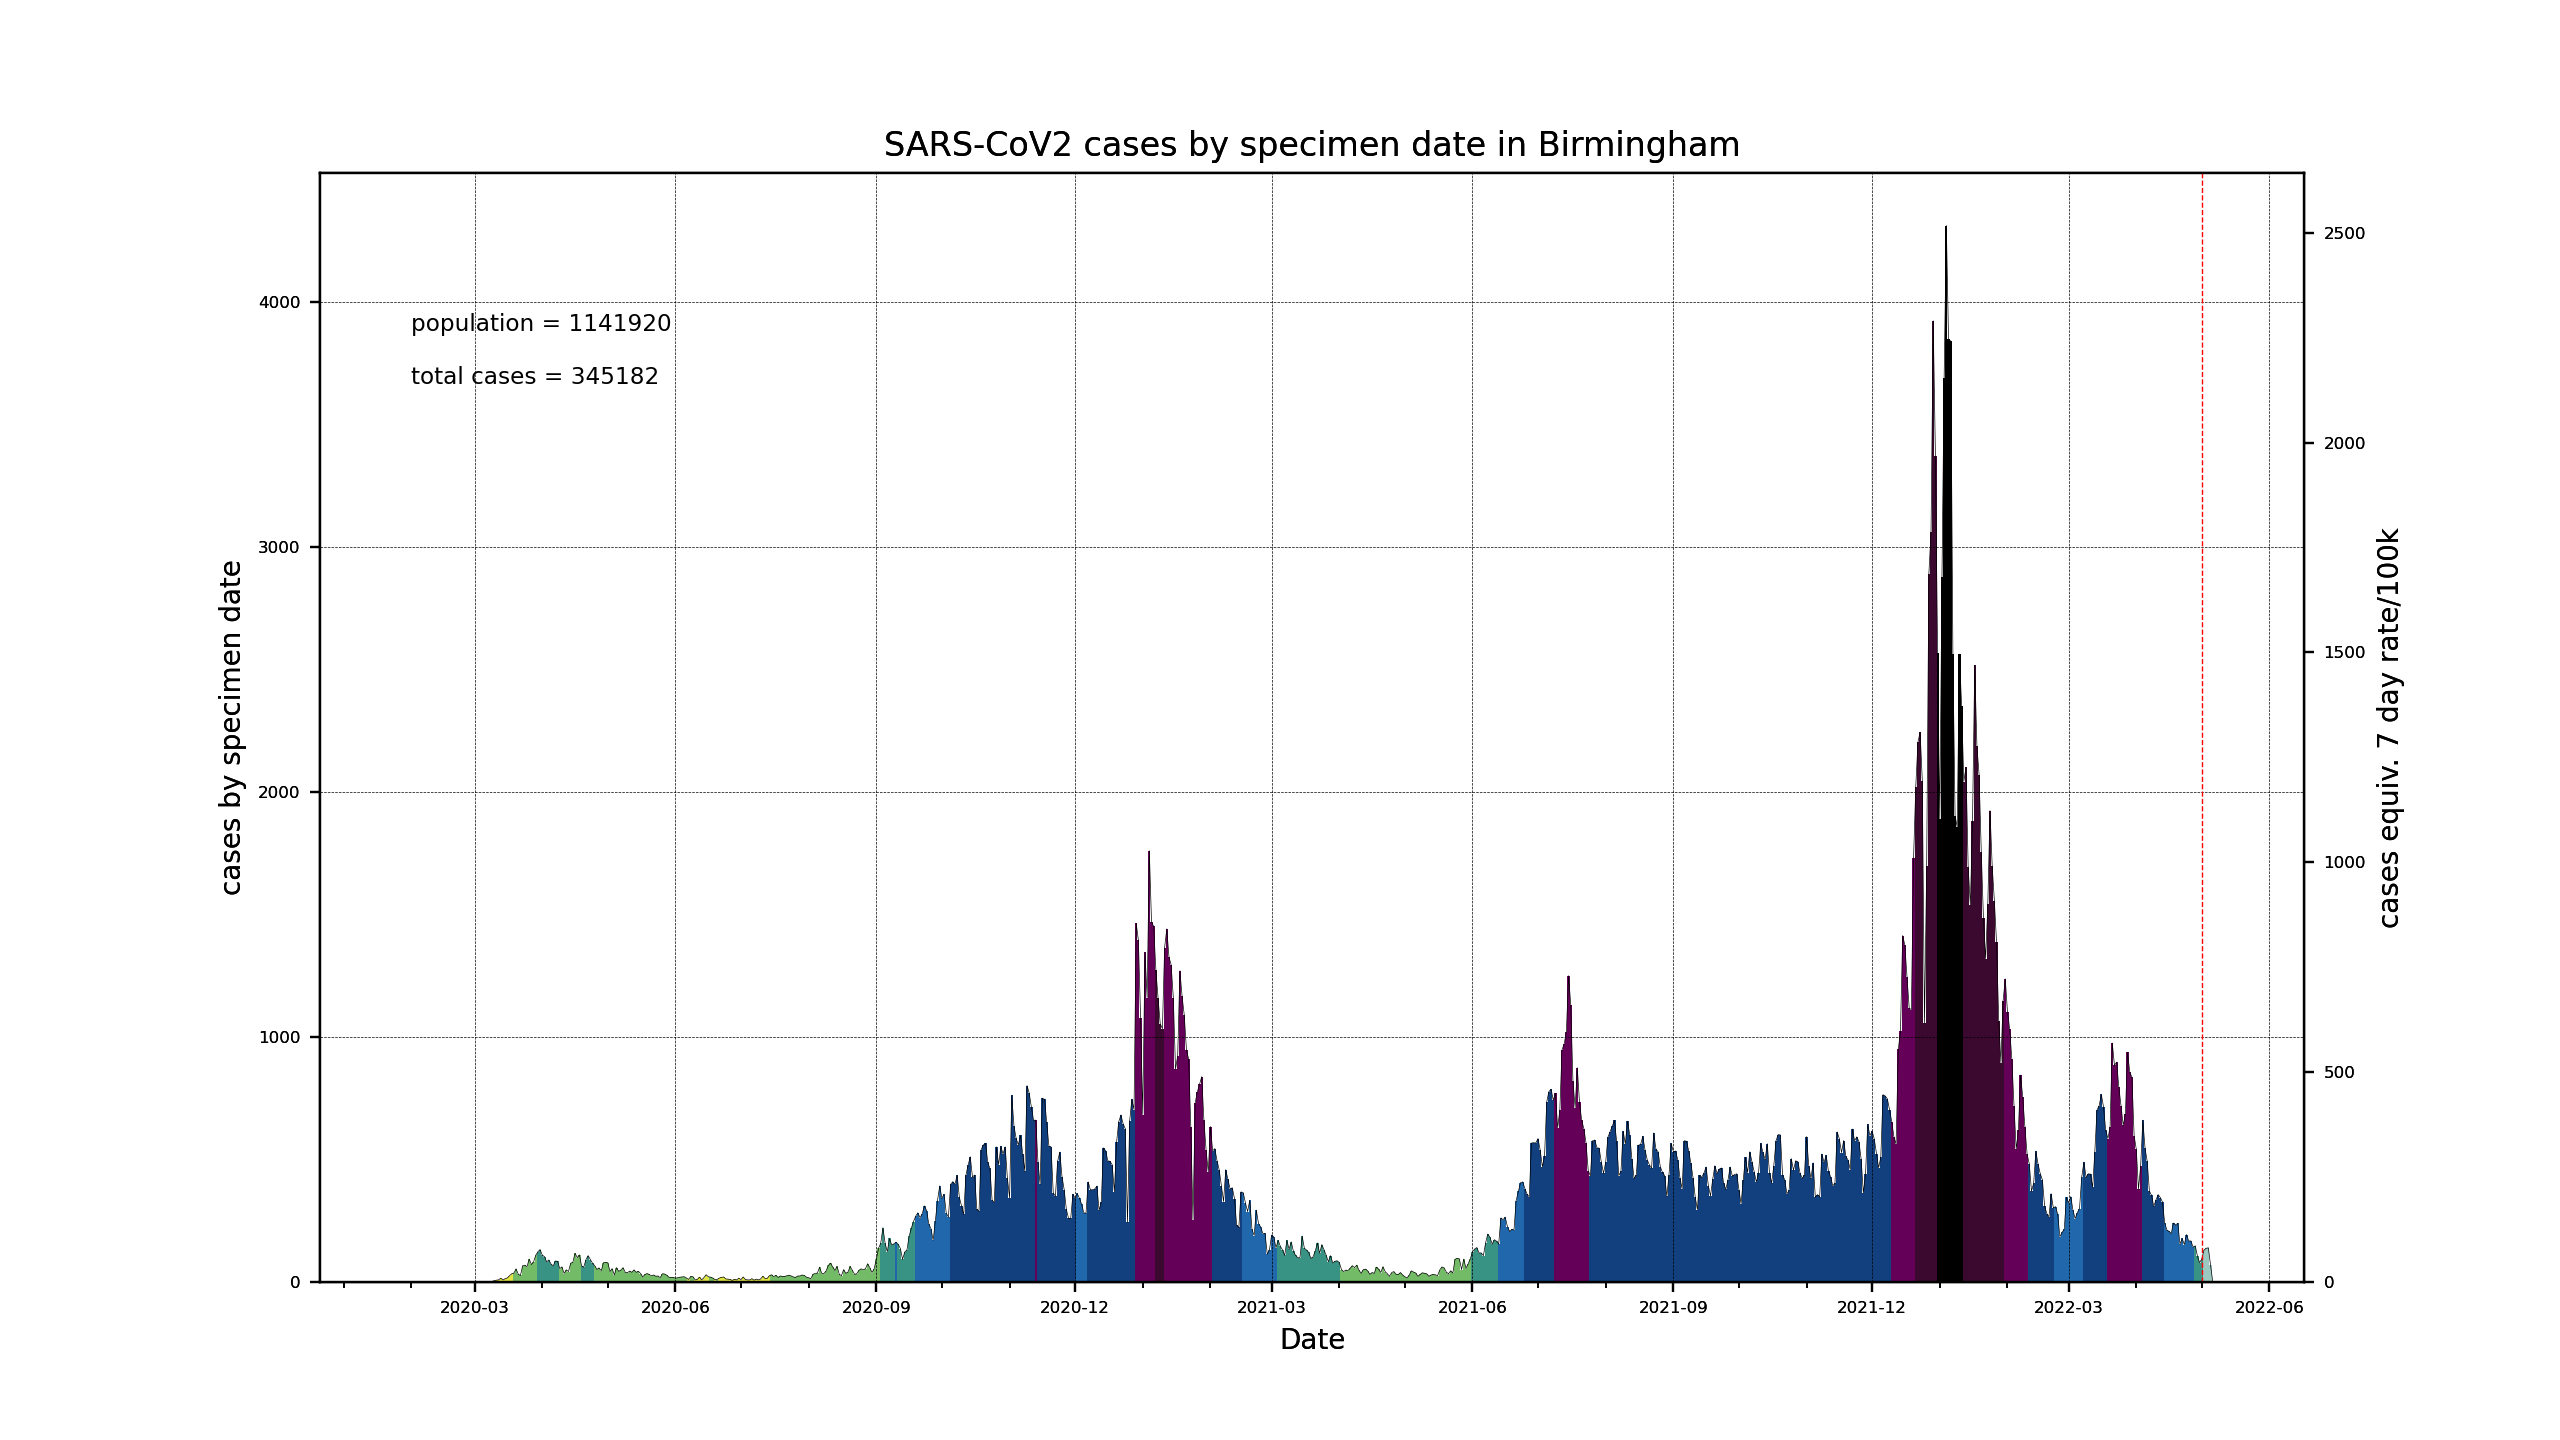 SARS-CoV2 cases by specimen date in Birmingham
population = 1141920
total cases = 345182
cases by specimen date
4000
3000
2000
1000
0
cases equiv. 7 day rate/100k
2500
2000
1500
1000
500
0
2020-03 2020-06 2020-09 2020-12 2021-03 2021-06 2021-09 2021-12 2022-03 2022-06
Date